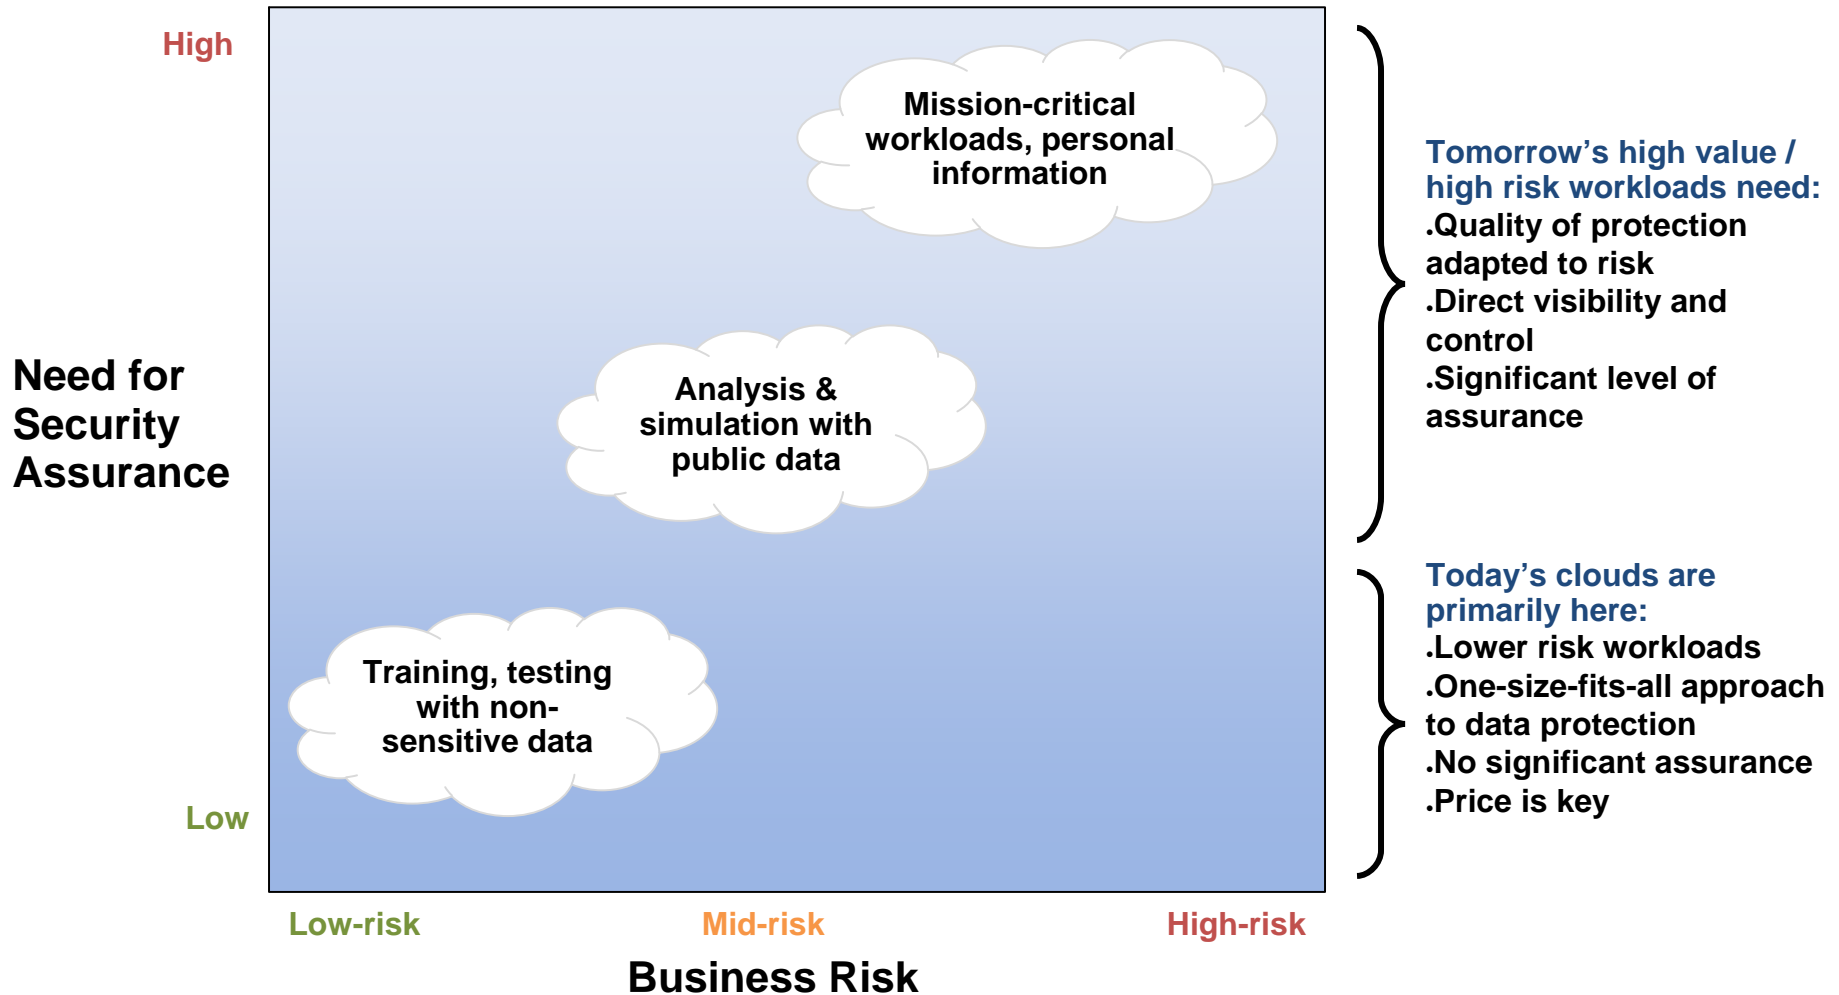 High
Mission-critical
workloads, personal
information
Need for
Security
Assurance
Analysis &
simulation with
public data
Training, testing
with non-
sensitive data
Low
Low-risk
Mid-risk
High-risk
Business Risk
Tomorrow’s high value /
high risk workloads need:
.Quality of protection
adapted to risk
.Direct visibility and
control
.Significant level of
assurance
Today’s clouds are
primarily here:
.Lower risk workloads
.One-size-fits-all approach
to data protection
.No significant assurance
.Price is key